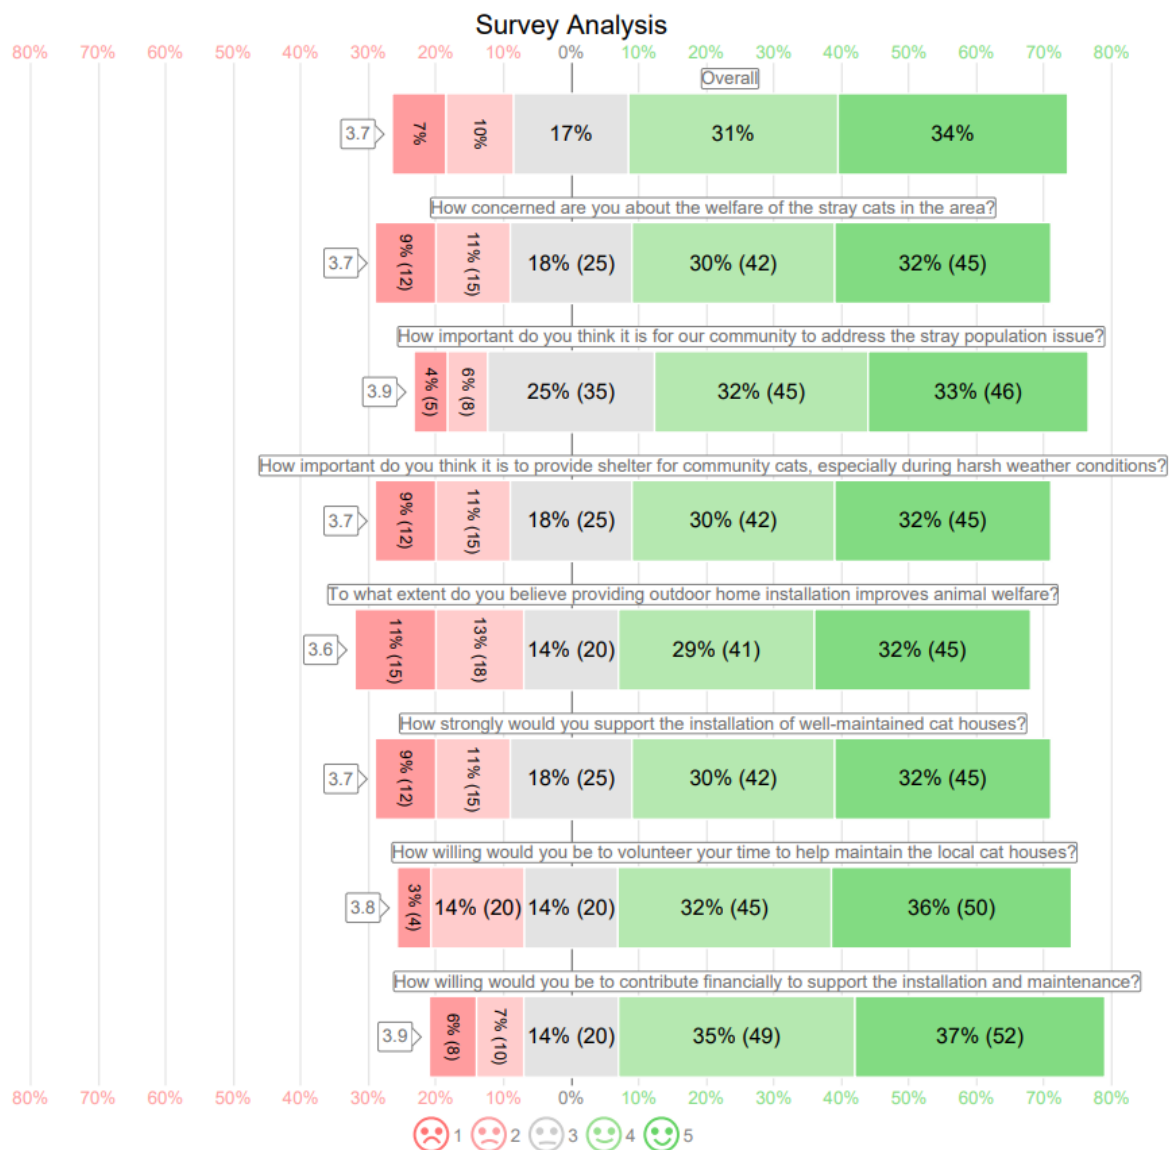 Survey Analysis
80% 70% 60% 50% 40% 30% 20% 10% 0% 10% 20% 30% 40% 50% 60% 70% 80%
Overall
3.7 7% 10% 17% 31% 34%
How concerned are you about the welfare of the stray cats in the area?
3.7 9% (12) 11% (15) 18% (25) 30% (42) 32% (45)
How important do you think it is for our community to address the stray population issue?
3.9 4% (5) 6% (8) 25% (35) 32% (45) 33% (46)
How important do you think it is to provide shelter for community cats, especially during harsh weather conditions?
3.7 9% (12) 11% (15) 18% (25) 30% (42) 32% (45)
To what extent do you believe providing outdoor home installation improves animal welfare?
3.6 11% (15) 13% (18) 14% (20) 29% (41) 32% (45)
How strongly would you support the installation of well-maintained cat houses?
3.7 9% (12) 11% (15) 18% (25) 30% (42) 32% (45)
How willing would you be to volunteer your time to help maintain the local cat houses?
3.8 3% (4) 14% (20) 14% (20) 32% (45) 36% (50)
How willing would you be to contribute financially to support the installation and maintenance?
3.9 6% (8) 7% (10) 14% (20) 35% (49) 37% (52)
80% 70% 60% 50% 40% 30% 20% 10% 0% 10% 20% 30% 40% 50% 60% 70% 80%
1 2 3 4 5